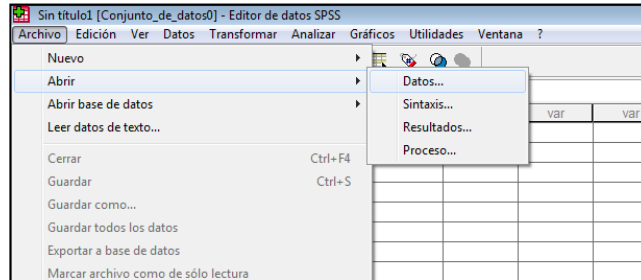 Sin título1 [Conjunto_de_datos0] - Editor de datos SPSS
Archivo Edición Ver Datos Transformar Analizar Gráficos Utilidades Ventana ?
Nuevo
Abrir
Datos...
Abrir base de datos
Sintaxis...
var var
Leer datos de texto...
Resultados...
Proceso...
Cerrar Ctrl+F4
Guardar Ctrl+S
Guardar como...
Guardar todos los datos
Exportar a base de datos
Marcar archivo como de sólo lectura